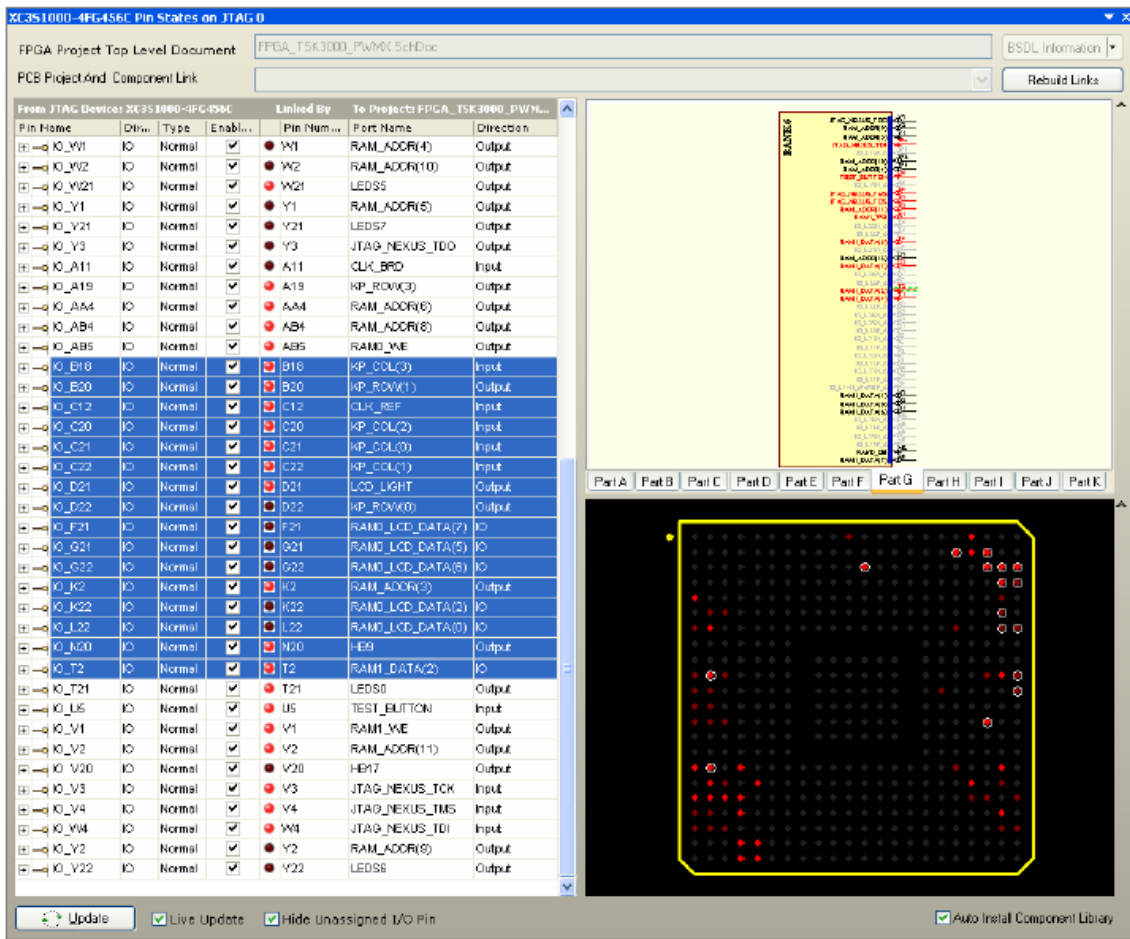 XC3S1000-4FG456C Pin States on JTAG 0
FPGA Project Top Level Document FPGA_TSK3000_PWMX.SchDoc BSDL Information
PCB Project And Component Link Rebuild Links
From JTAG Device: XC3S1000-4FG456C Linked By To Project: FPGA_TSK3000_PWM...
Pin Name Dir... Type Enabl... Pin Num... Port Name Direction
IO_W1 IO Normal W1 RAM_ADDR(4) Output
IO_W2 IO Normal W2 RAM_ADDR(10) Output
IO_W21 IO Normal W21 LEDS5 Output
IO_Y1 IO Normal Y1 RAM_ADDR(5) Output
IO_Y21 IO Normal Y21 LEDS7 Output
IO_Y3 IO Normal Y3 JTAG_NEXUS_TDO Output
IO_A11 IO Normal A11 CLK_BRD Input
IO_A19 IO Normal A19 KP_ROW(3) Output
IO_AA4 IO Normal AA4 RAM_ADDR(6) Output
IO_AB4 IO Normal AB4 RAM_ADDR(8) Output
IO_AB5 IO Normal AB5 RAM0_WE Output
IO_B18 IO Normal B18 KP_COL(3) Input
IO_B20 IO Normal B20 KP_ROW(1) Output
IO_C12 IO Normal C12 CLK_REF Input
IO_C20 IO Normal C20 KP_COL(2) Input
IO_C21 IO Normal C21 KP_COL(0) Input
IO_C22 IO Normal C22 KP_COL(1) Input
IO_D21 IO Normal D21 LCD_LIGHT Output
IO_D22 IO Normal D22 KP_ROW(0) Output
IO_F21 IO Normal F21 RAM0_LCD_DATA(7) IO
IO_G21 IO Normal G21 RAM0_LCD_DATA(5) IO
IO_G22 IO Normal G22 RAM0_LCD_DATA(6) IO
IO_K2 IO Normal K2 RAM_ADDR(3) Output
IO_K22 IO Normal K22 RAM0_LCD_DATA(2) IO
IO_L22 IO Normal L22 RAM0_LCD_DATA(0) IO
IO_N20 IO Normal N20 HB9 Output
IO_T2 IO Normal T2 RAM1_DATA(2) IO
IO_T21 IO Normal T21 LEDS0 Output
IO_U5 IO Normal U5 TEST_BUTTON Input
IO_V1 IO Normal V1 RAM1_WE Output
IO_V2 IO Normal V2 RAM_ADDR(11) Output
IO_V20 IO Normal V20 HB17 Output
IO_V3 IO Normal V3 JTAG_NEXUS_TCK Input
IO_V4 IO Normal V4 JTAG_NEXUS_TMS Input
IO_W4 IO Normal W4 JTAG_NEXUS_TDI Input
IO_Y2 IO Normal Y2 RAM_ADDR(9) Output
IO_Y22 IO Normal Y22 LEDS6 Output
BANK6
Part A Part B Part C Part D Part E Part F Part G Part H Part I Part J Part K
Update Live Update Hide Unassigned I/O Pin Auto Install Component Library